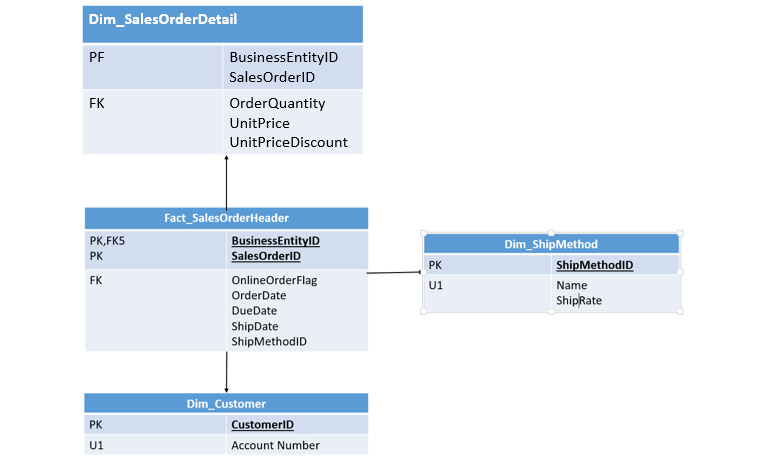 Dim_SalesOrderDetail
PF BusinessEntityID
SalesOrderID
FK OrderQuantity
UnitPrice
UnitPriceDiscount
Fact_SalesOrderHeader
PK,FK5 BusinessEntityID
PK SalesOrderID
FK OnlineOrderFlag
OrderDate
DueDate
ShipDate
ShipMethodID
Dim_ShipMethod
PK ShipMethodID
U1 Name
ShipRate
Dim_Customer
PK CustomerID
U1 Account Number